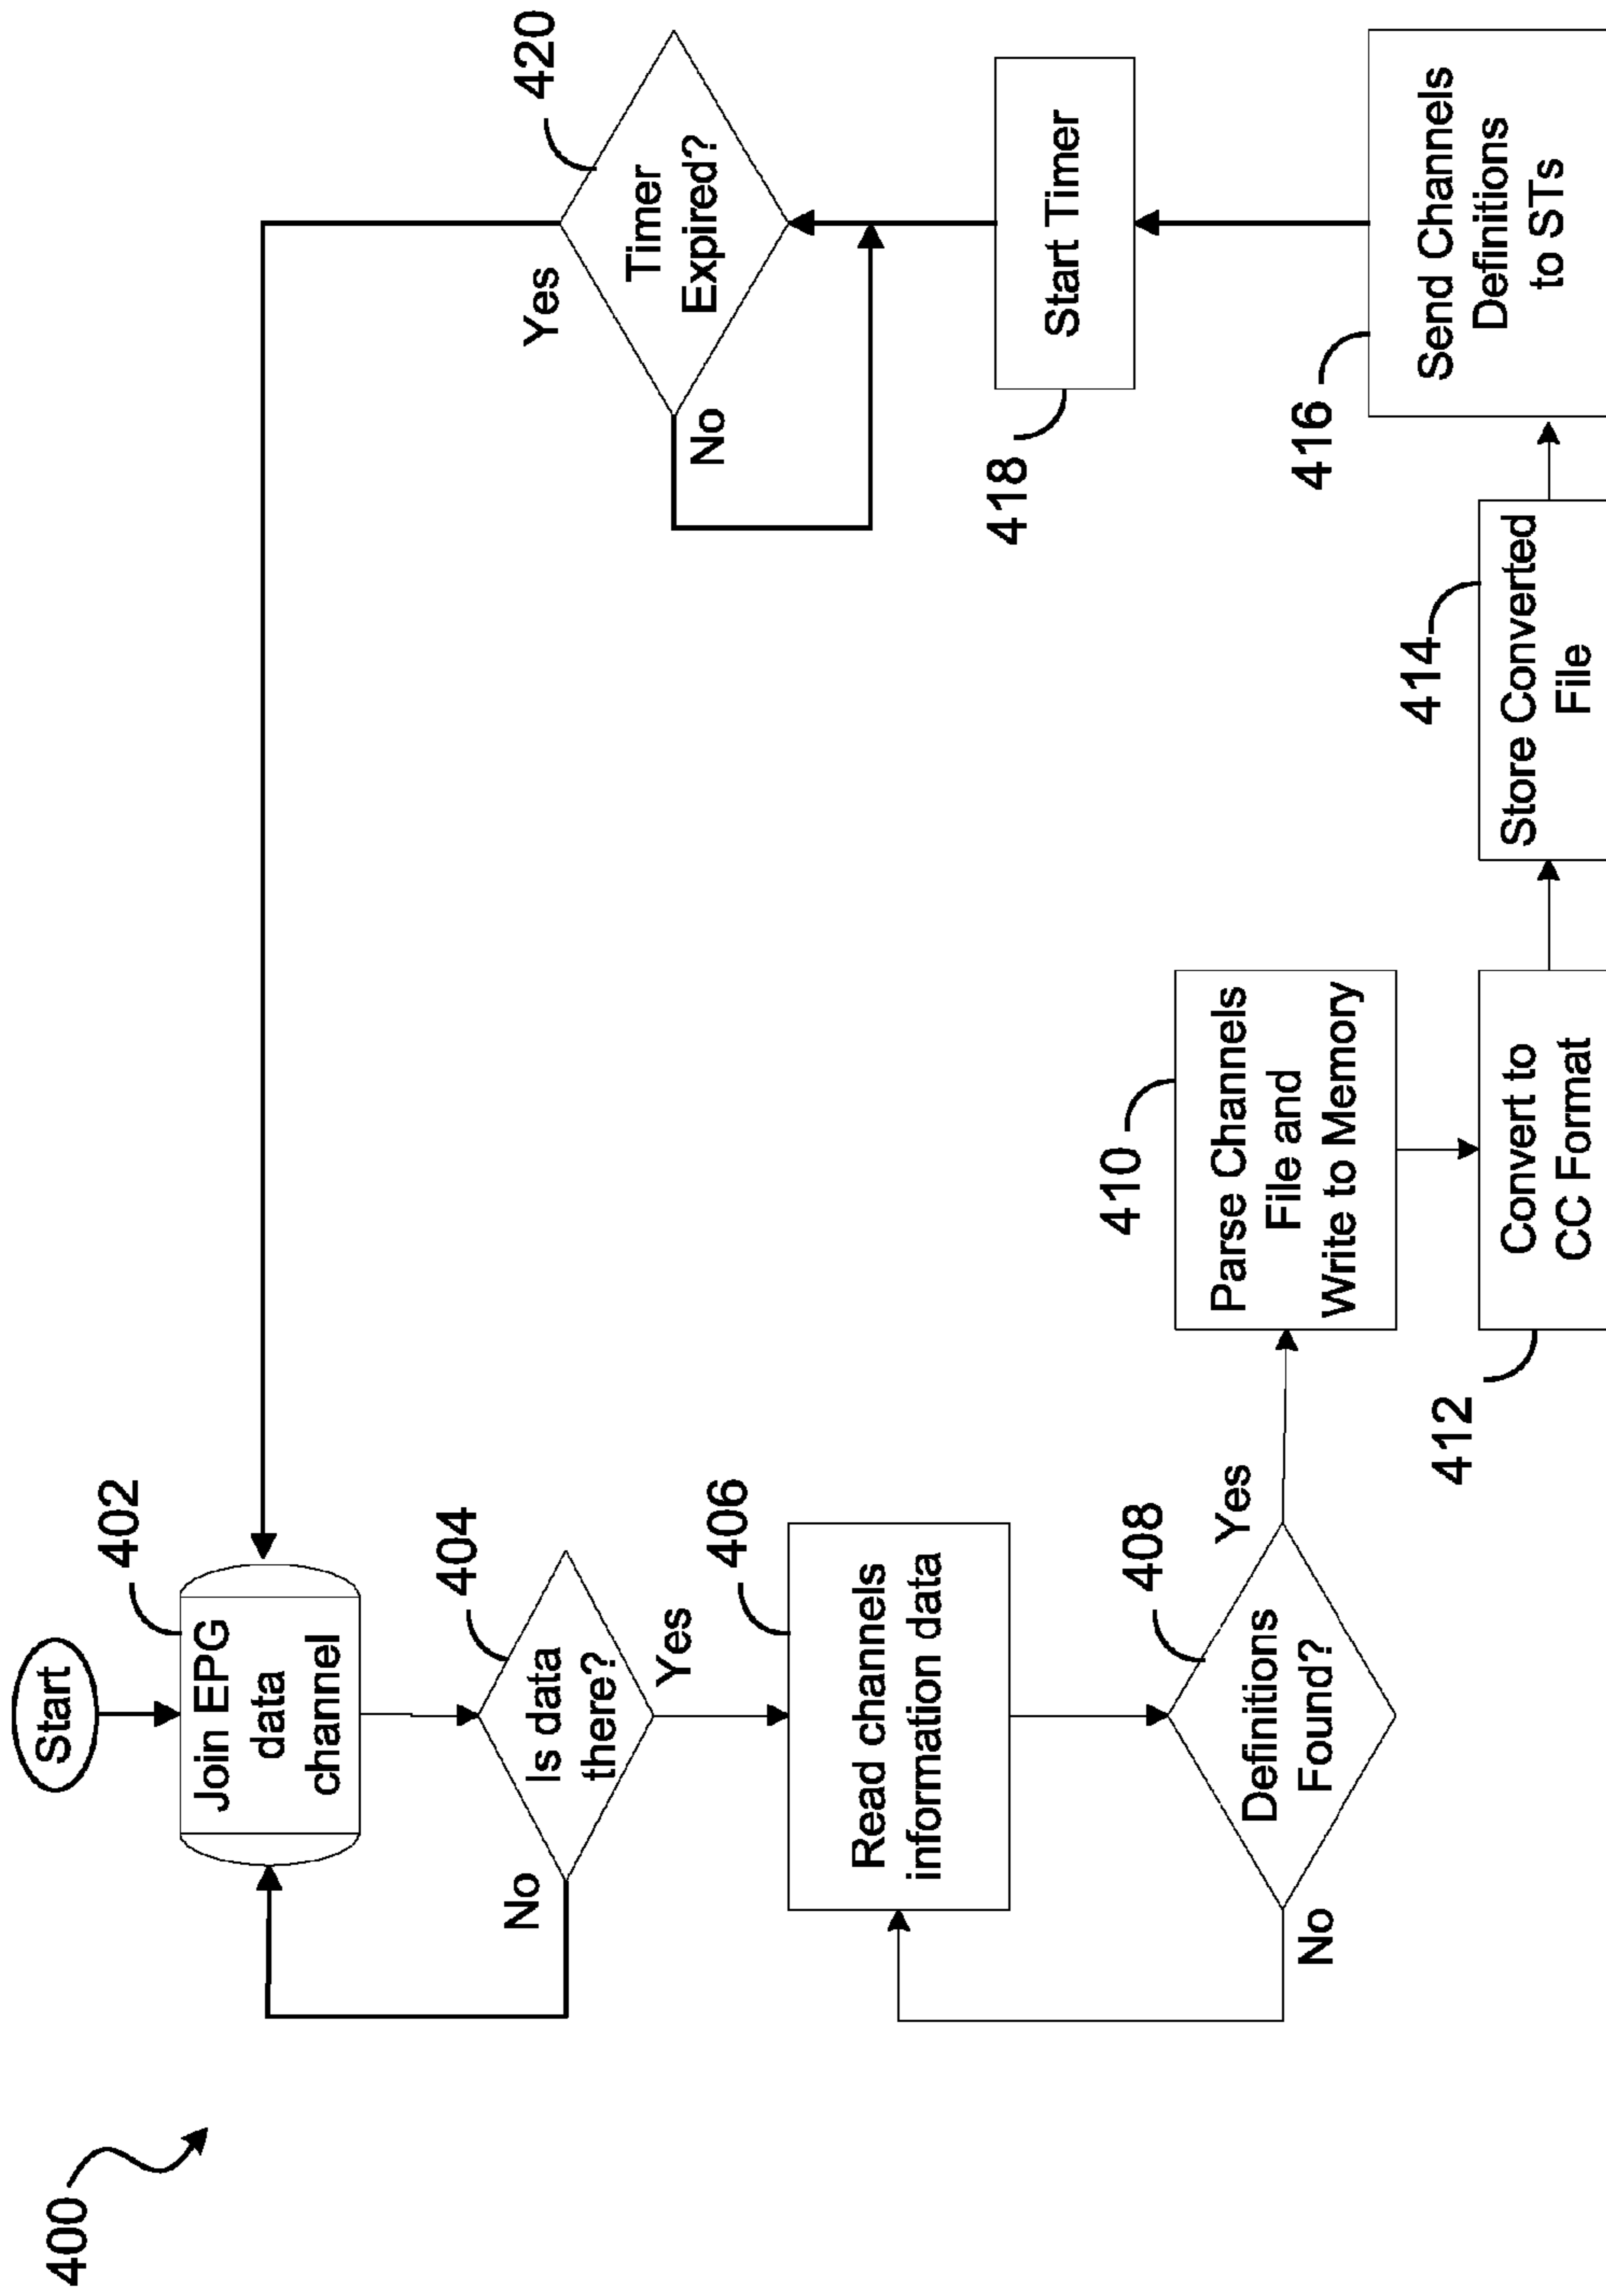 400
Start
402
Join EPG
data
channel
404
Is data
there?
No
Yes
406
Read channels
information data
408
Definitions
Found?
No
Yes
410
Parse Channels
File and
Write to Memory
412
Convert to
CC Format
414
Store Converted
File
416
Send Channels
Definitions
to STs
418
Start Timer
420
Timer
Expired?
No
Yes